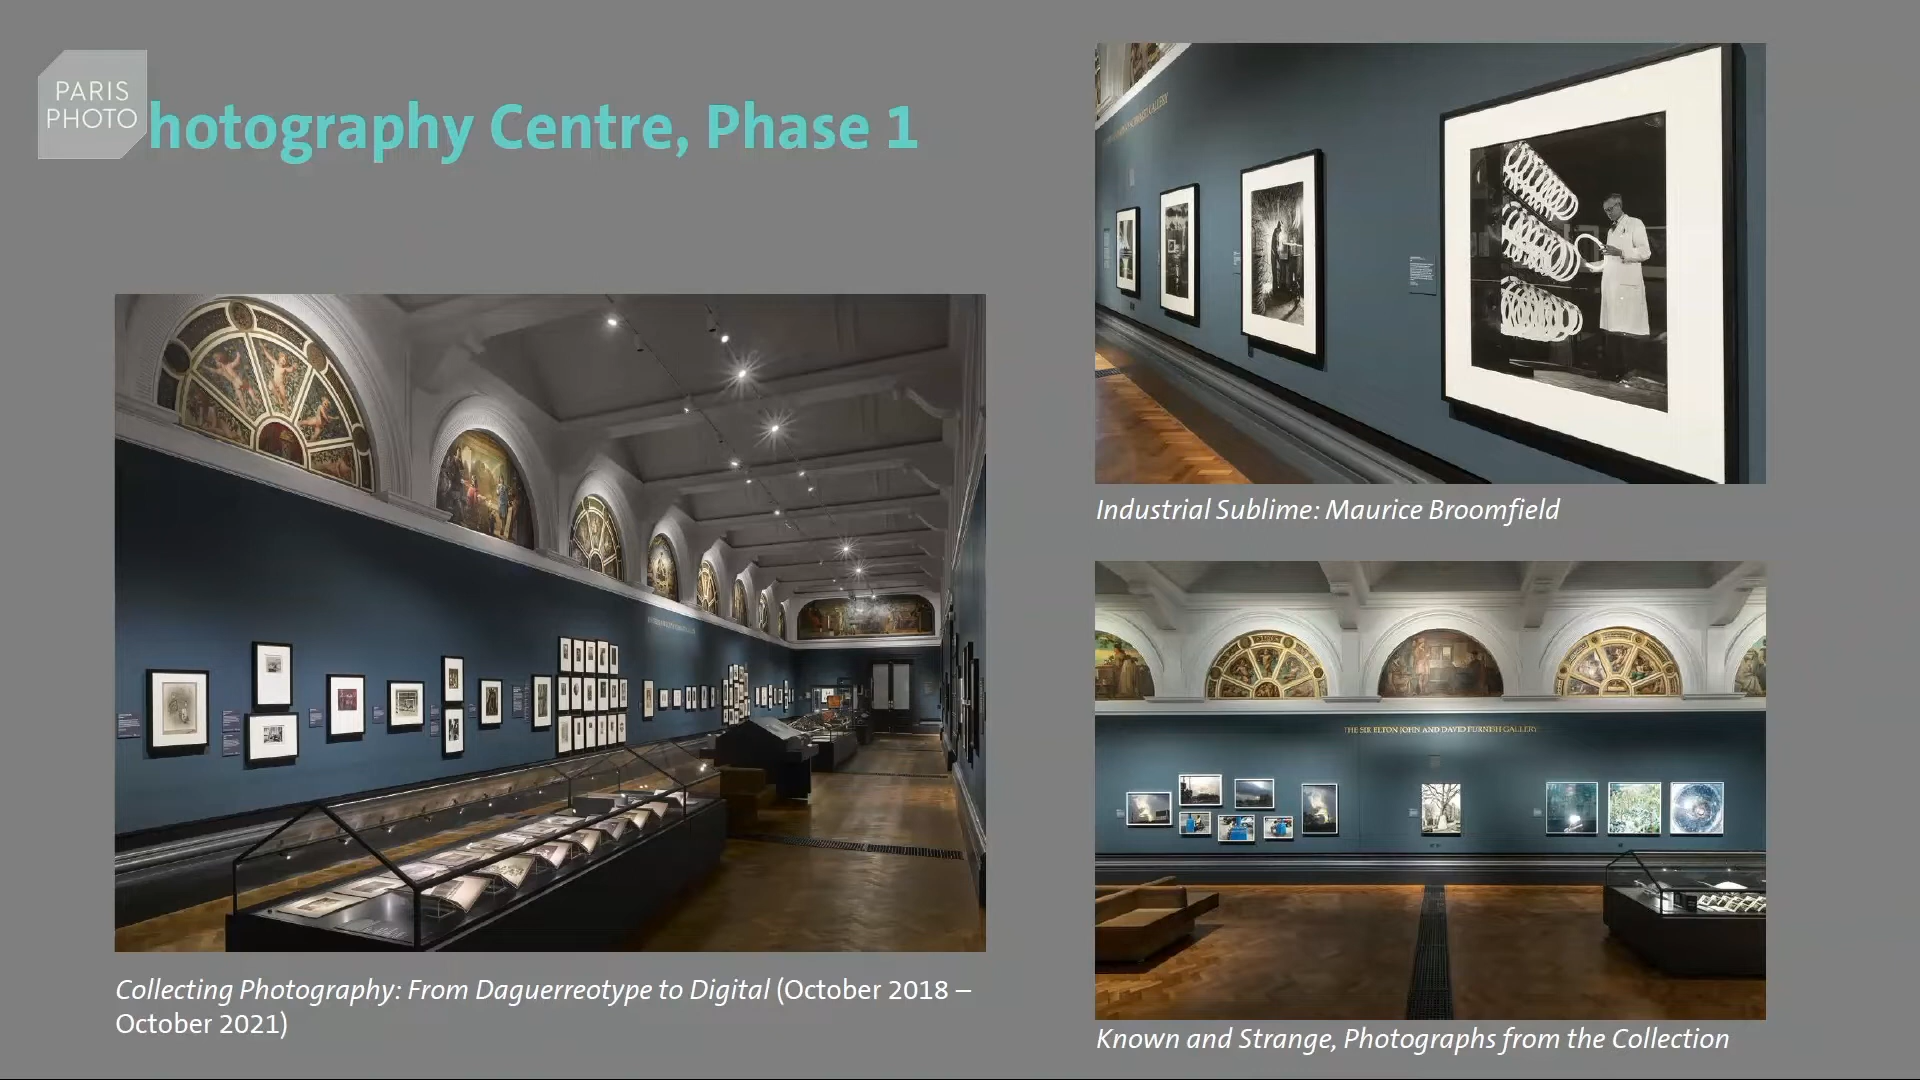 PARIS
PHOTO
hotography Centre, Phase 1
Industrial Sublime: Maurice Broomfield
THE SIR ELTON JOHN AND DAVID FURNISH GALLERY
Collecting Photography: From Daguerreotype to Digital (October 2018 –
October 2021)
Known and Strange, Photographs from the Collection